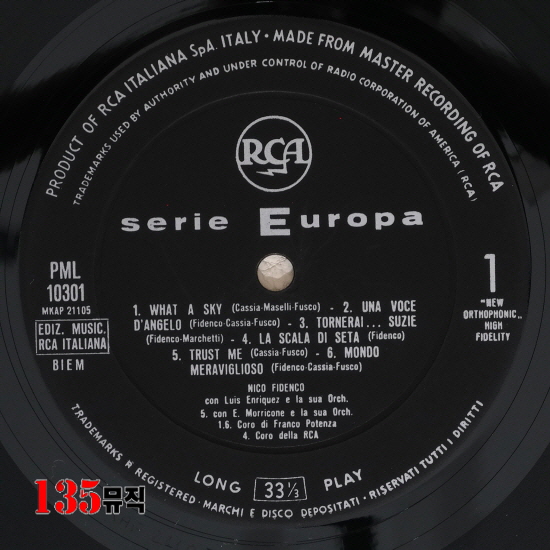 PRODUCT OF RCA ITALIANA SpA. ITALY • MADE FROM MASTER RECORDING OF RCA
TRADEMARKS USED BY AUTHORITY AND UNDER CONTROL OF RADIO CORPORATION OF AMERICA (RCA)
RCA
serie Europa
PML
10301
MKAP 21105
EDIZ. MUSIC.
RCA ITALIANA
BIEM
1
"NEW
ORTHOPHONIC„
HIGH
FIDELITY
1. WHAT A SKY (Cassia-Maselli-Fusco) - 2. UNA VOCE
D'ANGELO (Fidenco-Cassia-Fusco) - 3. TORNERAI... SUZIE
(Fidenco-Marchetti) - 4. LA SCALA DI SETA (Fidenco)
5. TRUST ME (Cassia-Fusco) - 6. MONDO
MERAVIGLIOSO (Fidenco-Cassia-Fusco)
NICO FIDENCO
con Luis Enriquez e la sua Orch.
5. con E. Morricone e la sua Orch.
1.6. Coro di Franco Potenza
4. Coro della RCA
LONG 33⅓ PLAY
TRADEMARKS ® REGISTERED • MARCHI E DISCO DEPOSITATI • RISERVATI TUTTI I DIRITTI
135뮤직